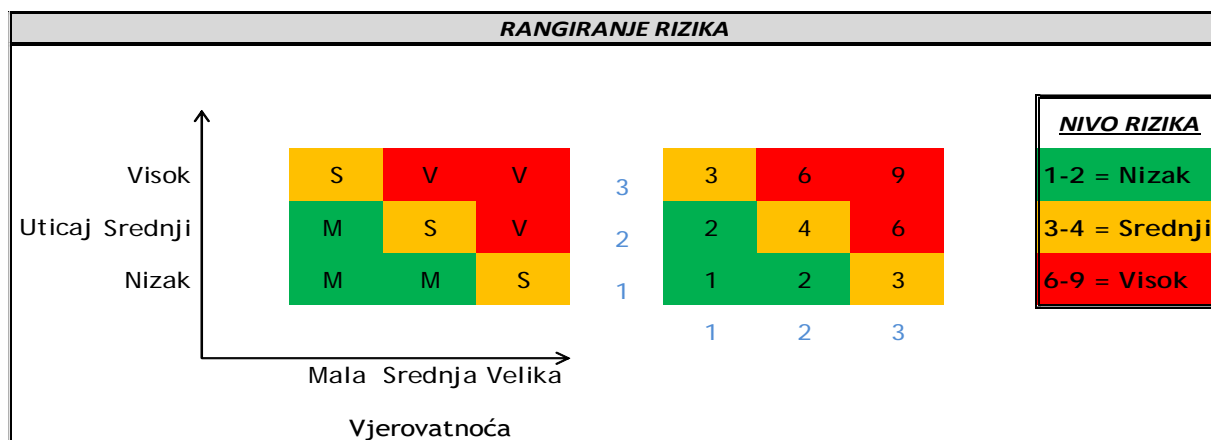 RANGIRANJE RIZIKA
NIVO RIZIKA
Visok S V V 3 3 6 9 1-2 = Nizak
Uticaj Srednji M S V 2 2 4 6 3-4 = Srednji
Nizak M M S 1 1 2 3 6-9 = Visok
1 2 3
Mala Srednja Velika
Vjerovatnoća